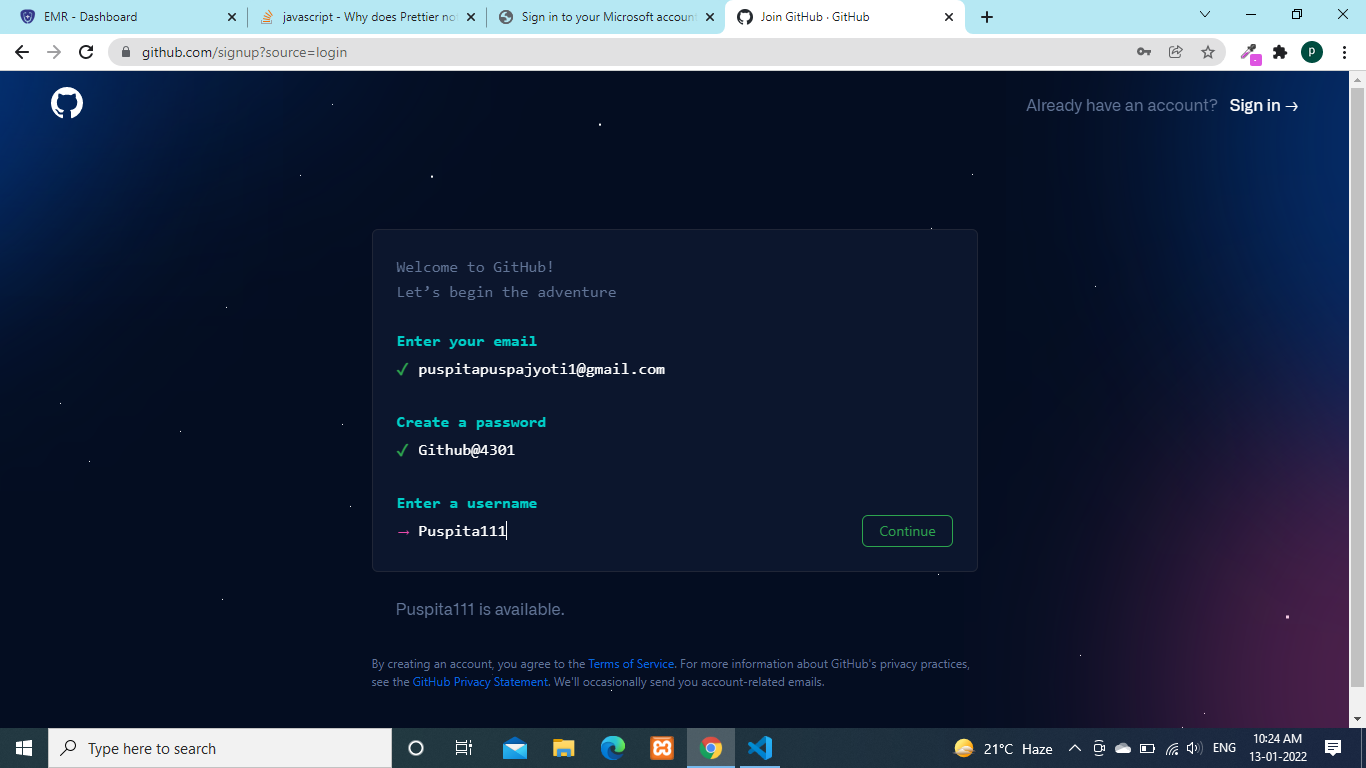 EMR - Dashboard
javascript - Why does Prettier not
Sign in to your Microsoft account
Join GitHub · GitHub
github.com/signup?source=login
P
Already have an account? Sign in →
Welcome to GitHub!
Let’s begin the adventure
Enter your email
✓ puspitapuspajyoti1@gmail.com
Create a password
✓ Github@4301
Enter a username
→ Puspita111
Continue
Puspita111 is available.
By creating an account, you agree to the Terms of Service. For more information about GitHub's privacy practices,
see the GitHub Privacy Statement. We'll occasionally send you account-related emails.
Type here to search
21°C Haze
ENG
10:24 AM
13-01-2022